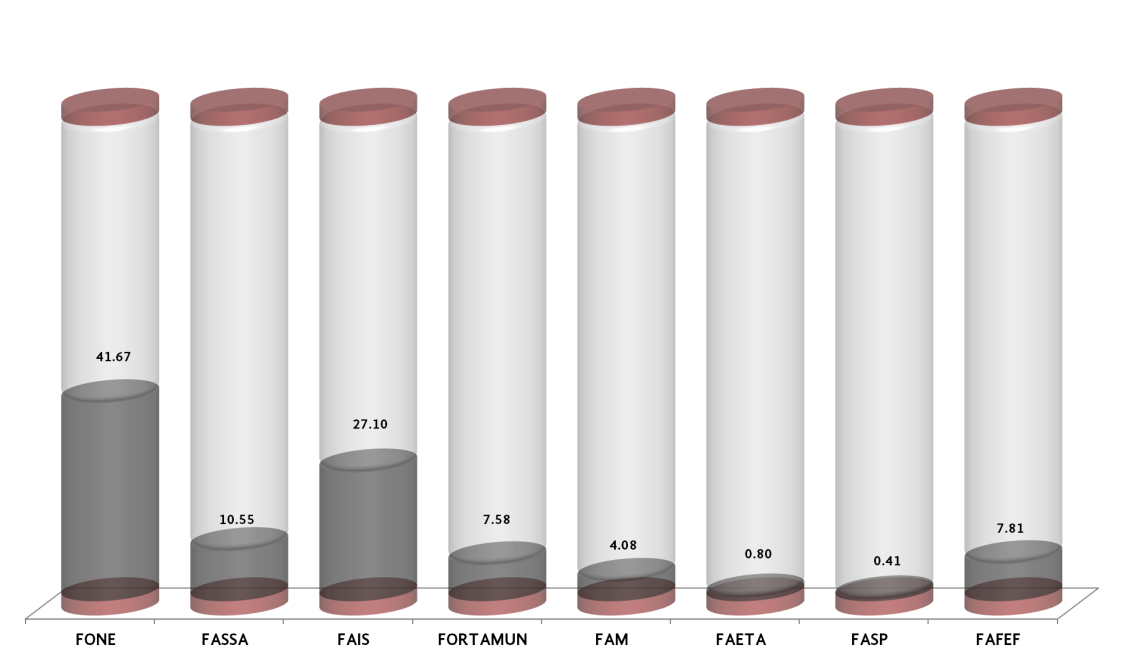 41.67
27.10
10.55
7.58
7.81
4.08
0.80
0.41
FONE
FASSA
FAIS
FORTAMUN
FAM
FAETA
FASP
FAFEF